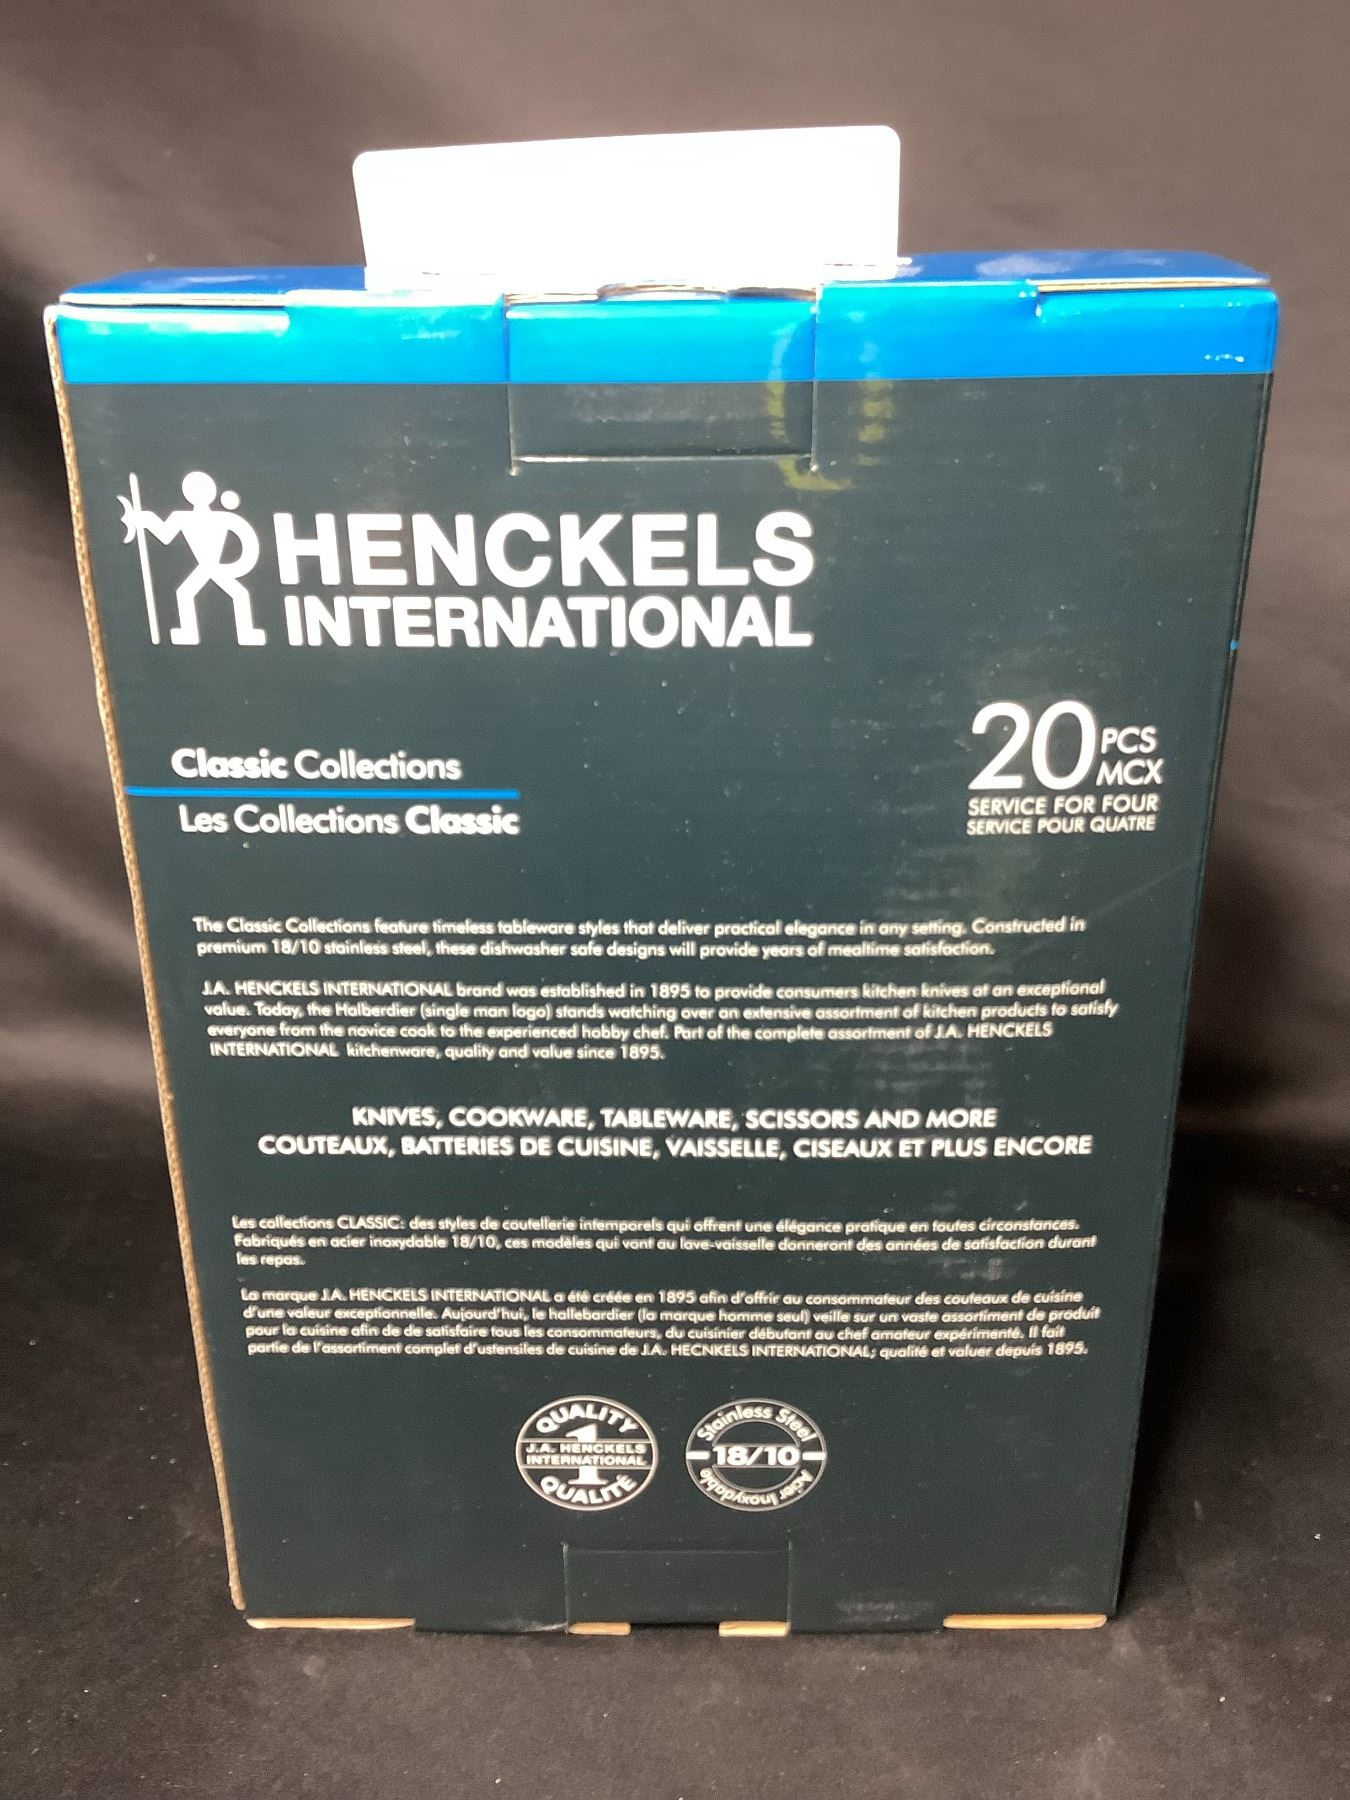 HENCKELS
INTERNATIONAL
20 PCS
MCX
SERVICE FOR FOUR
SERVICE POUR QUATRE
Classic Collections
Les Collections Classic
The Classic Collections feature timeless tableware styles that deliver practical elegance in any setting. Constructed in
premium 18/10 stainless steel, these dishwasher safe designs will provide years of mealtime satisfaction.
J.A. HENCKELS INTERNATIONAL brand was established in 1895 to provide consumers kitchen knives at an exceptional
value. Today, the Halberdier (single man logo) stands watching over an extensive assortment of kitchen products to satisfy
everyone from the novice cook to the experienced hobby chef. Part of the complete assortment of J.A. HENCKELS
INTERNATIONAL kitchenware, quality and value since 1895.
KNIVES, COOKWARE, TABLEWARE, SCISSORS AND MORE
COUTEAUX, BATTERIES DE CUISINE, VAISSELLE, CISEAUX ET PLUS ENCORE
Les collections CLASSIC: des styles de coutellerie intemporels qui offrent une élégance pratique en toutes circonstances.
Fabriqués en acier inoxydable 18/10, ces modèles qui vont au lave-vaisselle donneront des années de satisfaction durant
les repas.
La marque J.A. HENCKELS INTERNATIONAL a été créée en 1895 afin d'offrir au consommateur des couteaux de cuisine
d'une valeur exceptionnelle. Aujourd'hui, le hallebardier (la marque homme seul) veille sur un vaste assortiment de produit
pour la cuisine afin de de satisfaire tous les consommateurs, du cuisinier débutant au chef amateur expérimenté. Il fait
partie de l'assortiment complet d'ustensiles de cuisine de J.A. HECNKELS INTERNATIONAL; qualité et valuer depuis 1895.
QUALITY
1
J.A. HENCKELS
INTERNATIONAL
QUALITÉ
Stainless Steel
18/10
Acier Inoxydable